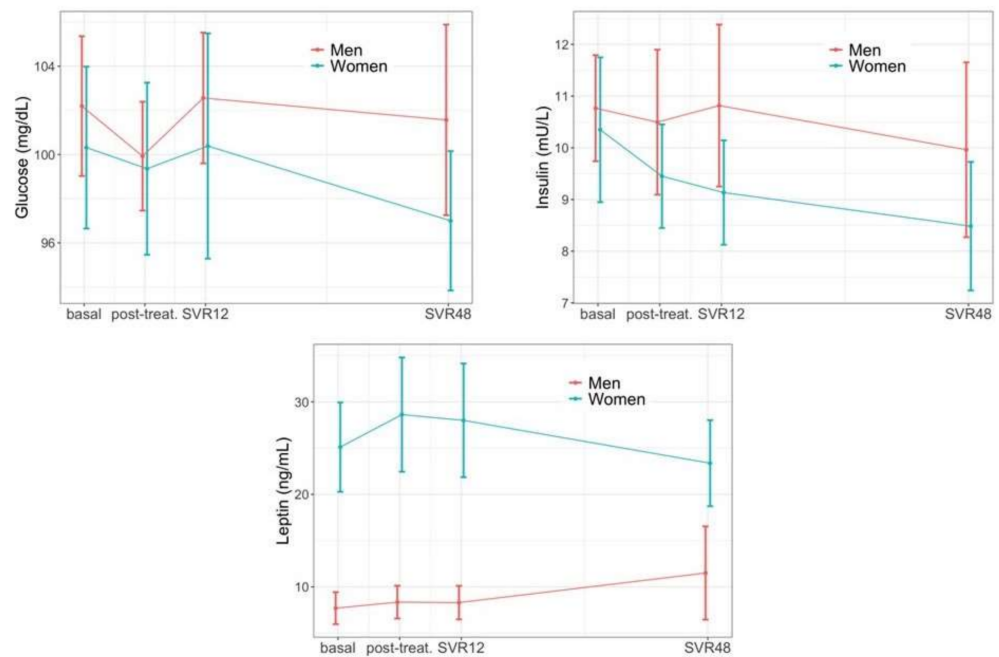 Glucose (mg/dL)
104
100
96
Men
Women
basal post-treat. SVR12 SVR48
Insulin (mU/L)
12
11
10
9
8
7
Men
Women
basal post-treat. SVR12 SVR48
Leptin (ng/mL)
30
20
10
Men
Women
basal post-treat. SVR12 SVR48